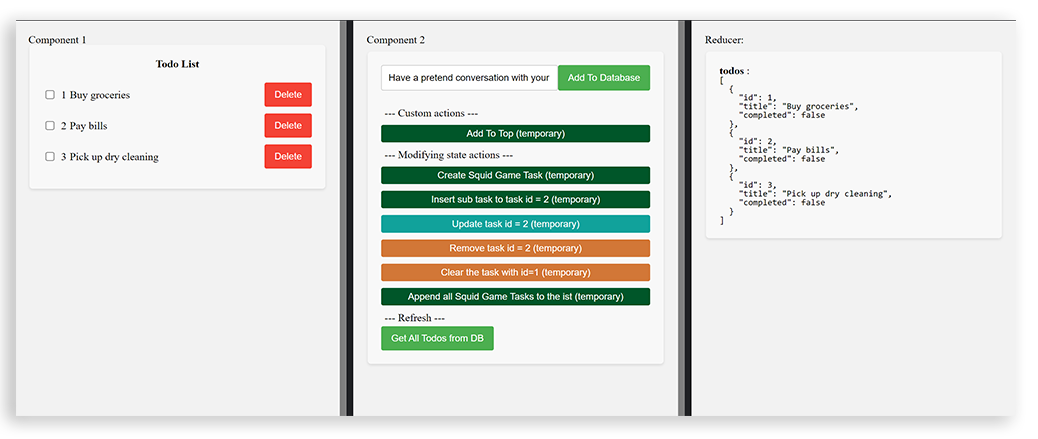 Component 1
Todo List
1 Buy groceries Delete
2 Pay bills Delete
3 Pick up dry cleaning Delete
Component 2
Have a pretend conversation with your Add To Database
--- Custom actions ---
Add To Top (temporary)
--- Modifying state actions ---
Create Squid Game Task (temporary)
Insert sub task to task id = 2 (temporary)
Update task id = 2 (temporary)
Remove task id = 2 (temporary)
Clear the task with id=1 (temporary)
Append all Squid Game Tasks to the ist (temporary)
--- Refresh ---
Get All Todos from DB
Reducer:
todos :
[
{
"id": 1,
"title": "Buy groceries",
"completed": false
},
{
"id": 2,
"title": "Pay bills",
"completed": false
},
{
"id": 3,
"title": "Pick up dry cleaning",
"completed": false
}
]